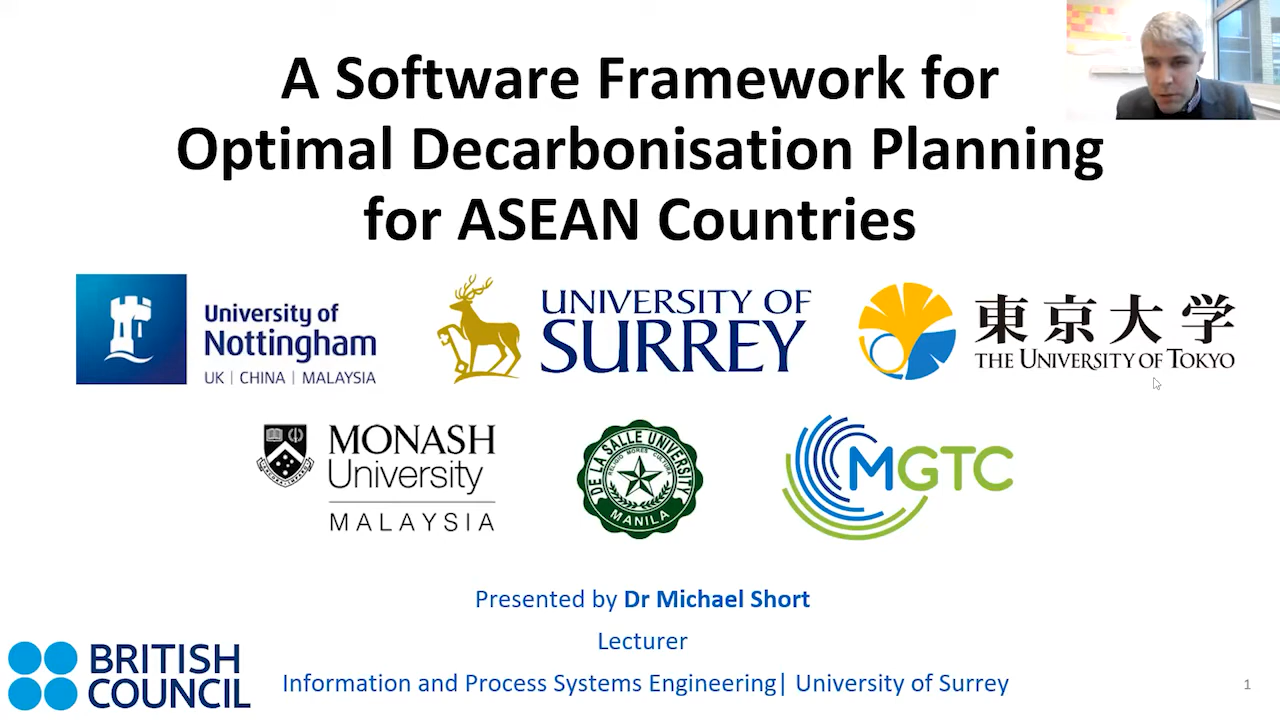 A Software Framework for
Optimal Decarbonisation Planning
for ASEAN Countries
University of
Nottingham
UK | CHINA | MALAYSIA
UNIVERSITY OF
SURREY
東京大学
THE UNIVERSITY OF TOKYO
MONASH
University
MALAYSIA
DE LA SALLE UNIVERSITY
MANILA
MGTC
Presented by Dr Michael Short
Lecturer
Information and Process Systems Engineering| University of Surrey
BRITISH
COUNCIL
1